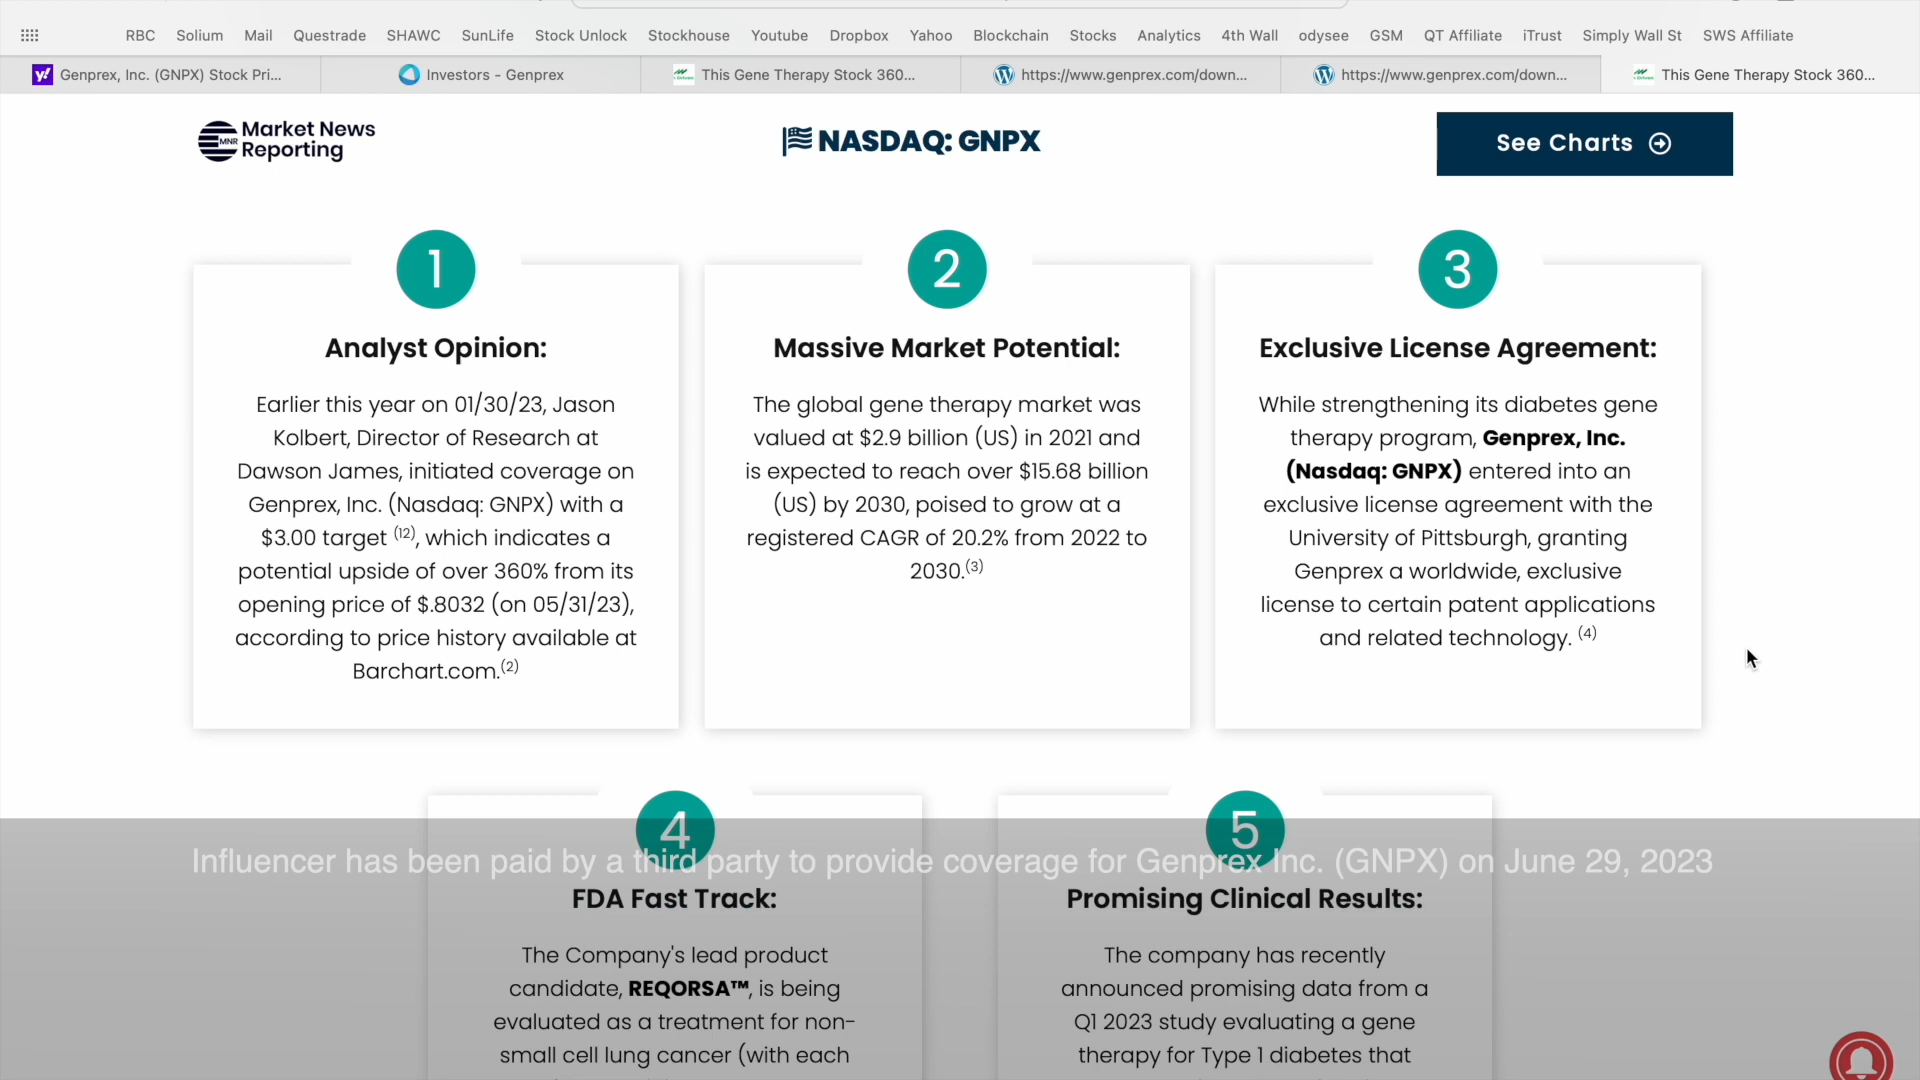 RBC Solium Mail Questrade SHAWC SunLife Stock Unlock Stockhouse Youtube Dropbox Yahoo Blockchain Stocks Analytics 4th Wall odysee GSM QT Affiliate iTrust Simply Wall St SWS Affiliate
Genprex, Inc. (GNPX) Stock Pri... Investors - Genprex This Gene Therapy Stock 360... https://www.genprex.com/down... https://www.genprex.com/down... This Gene Therapy Stock 360...
MNR
Market News
Reporting
NASDAQ: GNPX
See Charts
1
Analyst Opinion:
Earlier this year on 01/30/23, Jason
Kolbert, Director of Research at
Dawson James, initiated coverage on
Genprex, Inc. (Nasdaq: GNPX) with a
$3.00 target (12), which indicates a
potential upside of over 360% from its
opening price of $.8032 (on 05/31/23),
according to price history available at
Barchart.com.(2)
2
Massive Market Potential:
The global gene therapy market was
valued at $2.9 billion (US) in 2021 and
is expected to reach over $15.68 billion
(US) by 2030, poised to grow at a
registered CAGR of 20.2% from 2022 to
2030.(3)
3
Exclusive License Agreement:
While strengthening its diabetes gene
therapy program, Genprex, Inc.
(Nasdaq: GNPX) entered into an
exclusive license agreement with the
University of Pittsburgh, granting
Genprex a worldwide, exclusive
license to certain patent applications
and related technology. (4)
4
FDA Fast Track:
The Company's lead product
candidate, REQORSA™, is being
evaluated as a treatment for non-
small cell lung cancer (with each
5
Promising Clinical Results:
The company has recently
announced promising data from a
Q1 2023 study evaluating a gene
therapy for Type 1 diabetes that
Influencer has been paid by a third party to provide coverage for Genprex Inc. (GNPX) on June 29, 2023